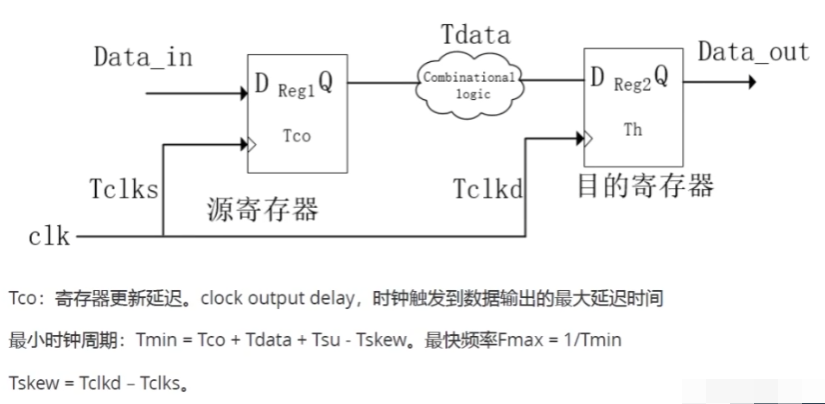 Tdata
Data_in
Data_out
D Reg1 Q
Combinational
logic
D Reg2 Q
Tco
Th
Tclks
源寄存器
Tclkd
目的寄存器
clk
Tco：寄存器更新延迟。clock output delay，时钟触发到数据输出的最大延迟时间
最小时钟周期：Tmin = Tco + Tdata + Tsu - Tskew。最快频率Fmax = 1/Tmin
Tskew = Tclkd – Tclks。